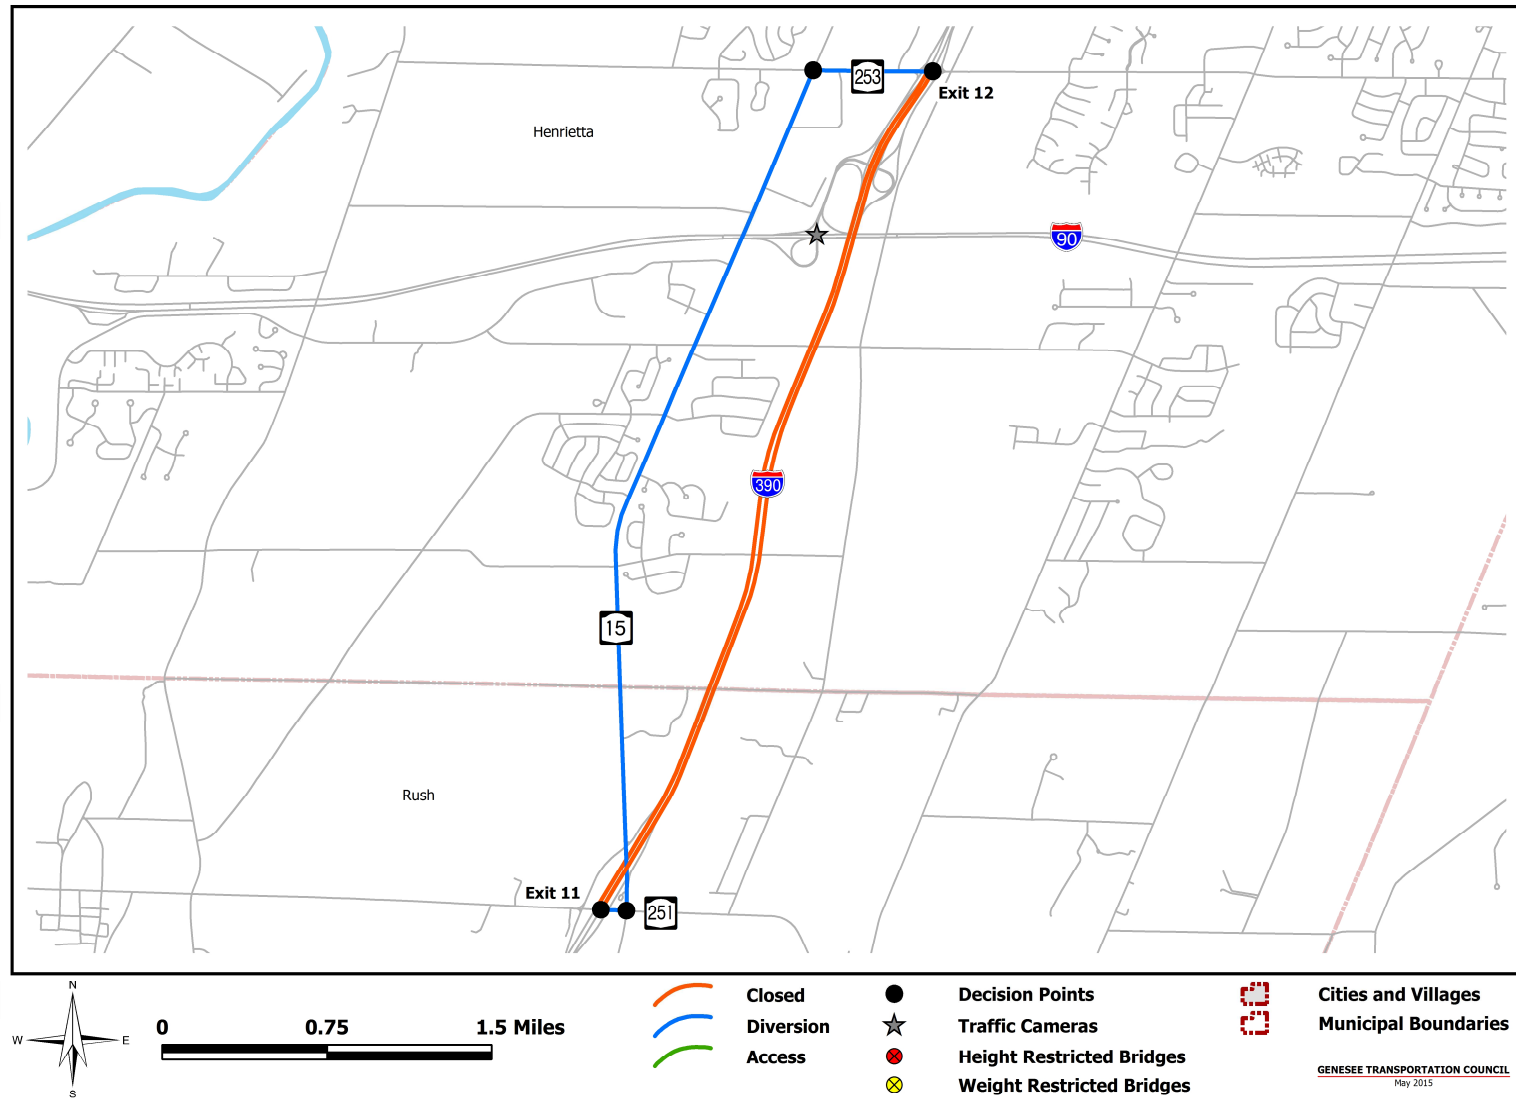 253
Exit 12
Henrietta
90
390
15
Rush
Exit 11
251
N
W E
S
0 0.75 1.5 Miles
Closed
Diversion
Access
Decision Points
Traffic Cameras
Height Restricted Bridges
Weight Restricted Bridges
Cities and Villages
Municipal Boundaries
GENESEE TRANSPORTATION COUNCIL
May 2015